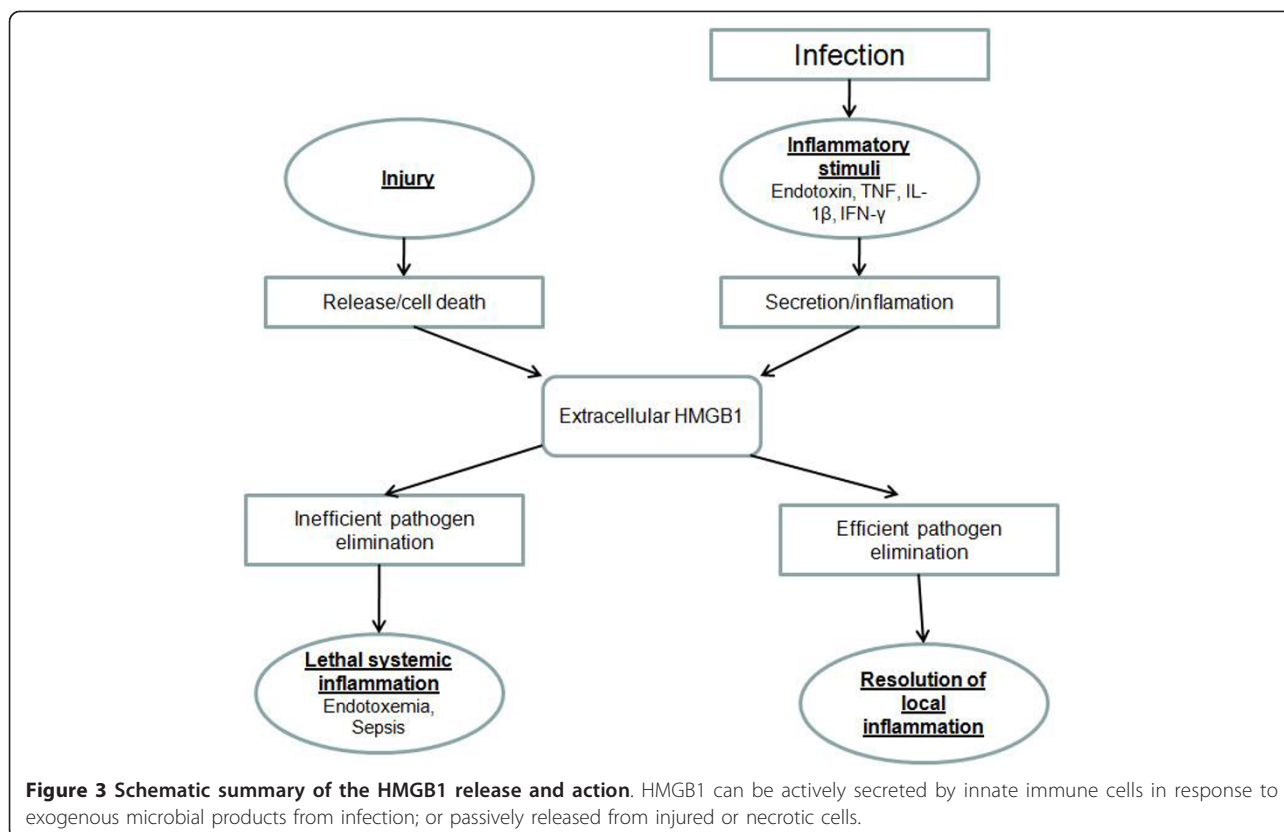 Infection
Injury
Inflammatory
stimuli
Endotoxin, TNF, IL-
1β, IFN-γ
Release/cell death
Secretion/inflamation
Extracellular HMGB1
Inefficient pathogen
elimination
Efficient pathogen
elimination
Lethal systemic
inflammation
Endotoxemia,
Sepsis
Resolution of
local
inflammation
Figure 3 Schematic summary of the HMGB1 release and action. HMGB1 can be actively secreted by innate immune cells in response to
exogenous microbial products from infection; or passively released from injured or necrotic cells.